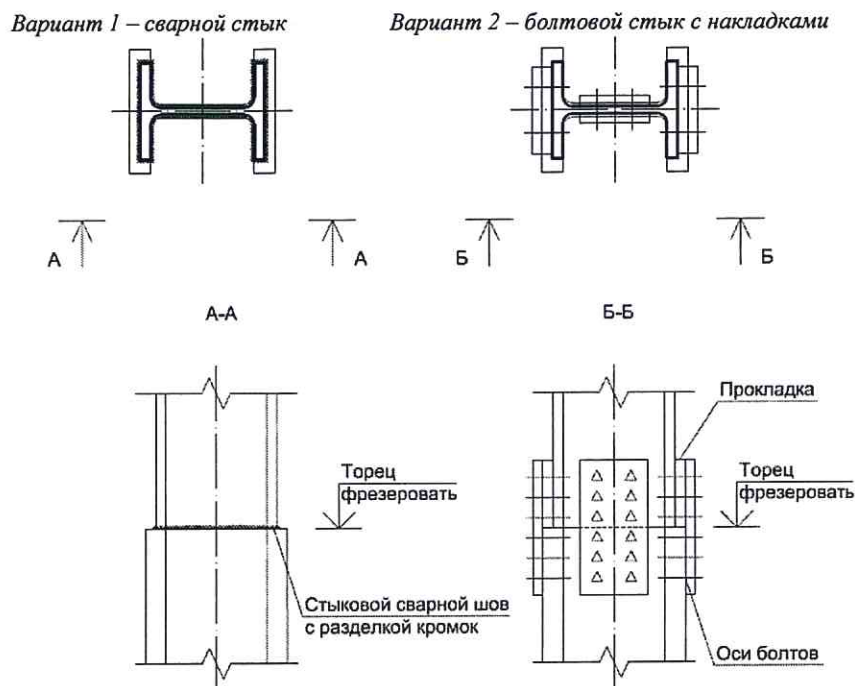 Вариант 1 – сварной стык
Вариант 2 – болтовой стык с накладками
А
А
Б
Б
А-А
Б-Б
Торец
фрезеровать
Стыковой сварной шов
с разделкой кромок
Прокладка
Торец
фрезеровать
Оси болтов